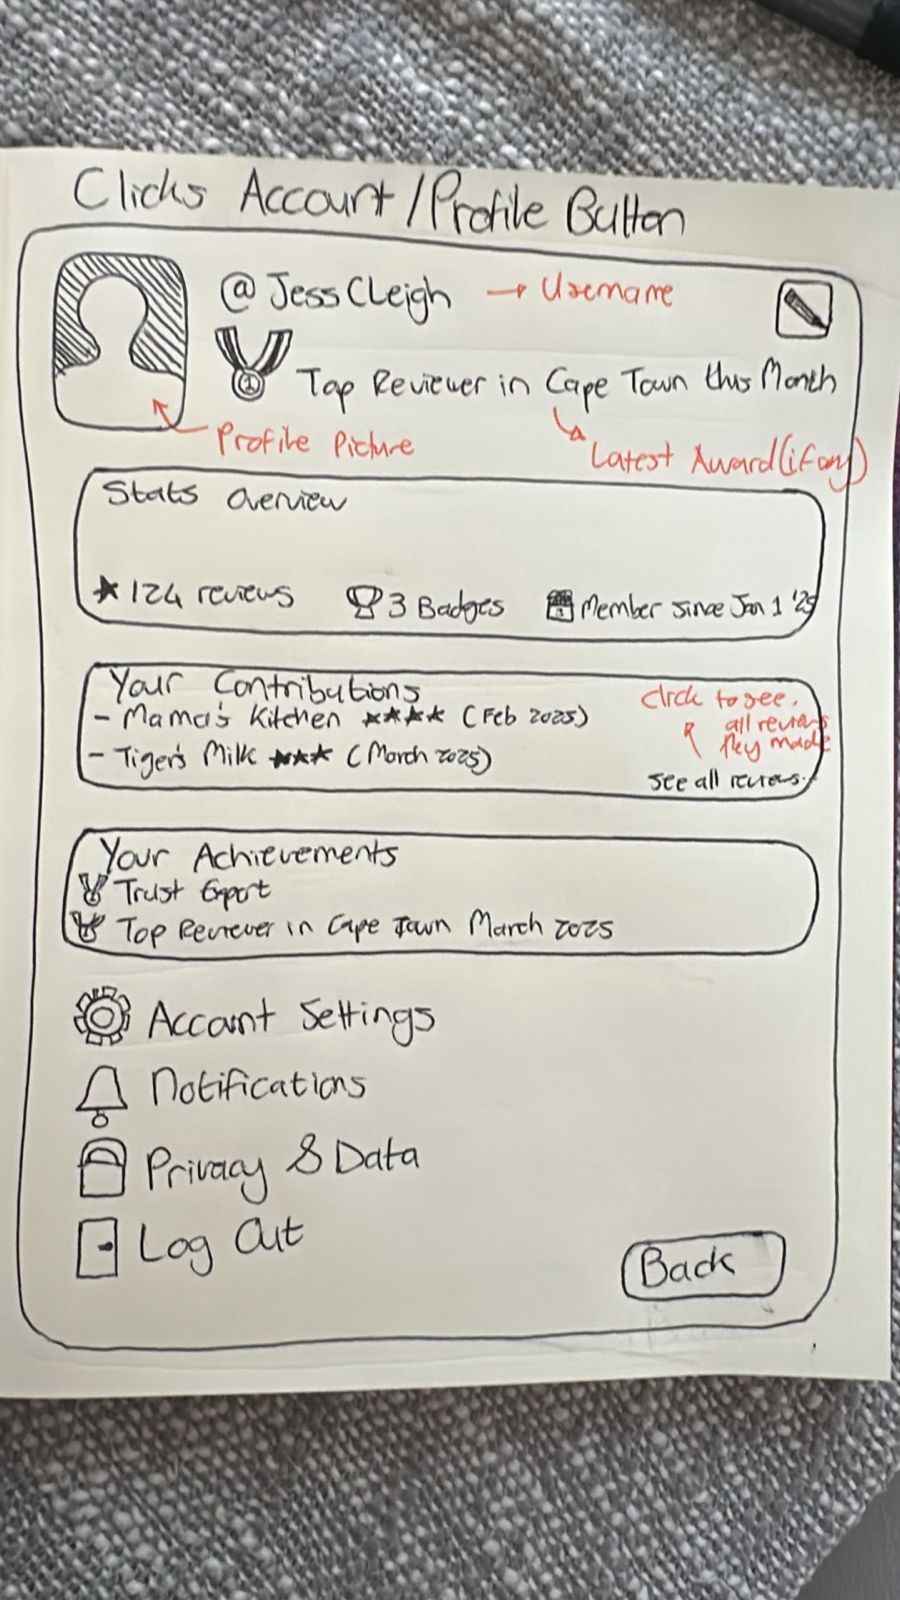 Clicks Account/Profile Button
@JessCLeigh → Username
Top Reviewer in Cape Town this Month
Profile Picture
Latest Award (if any)
Stats Overview
★ 124 reviews
3 Badges
Member since Jan 1 '25
Your Contributions
- Mama's Kitchen ★★★★ (Feb 2025)
- Tiger's Milk ★★★ (March 2025)
Click to see
all reviews
they made
see all reviews.
Your Achievements
Trust Expert
Top Reviewer in Cape Town March 2025
Account Settings
Notifications
Privacy & Data
Log Out
Back